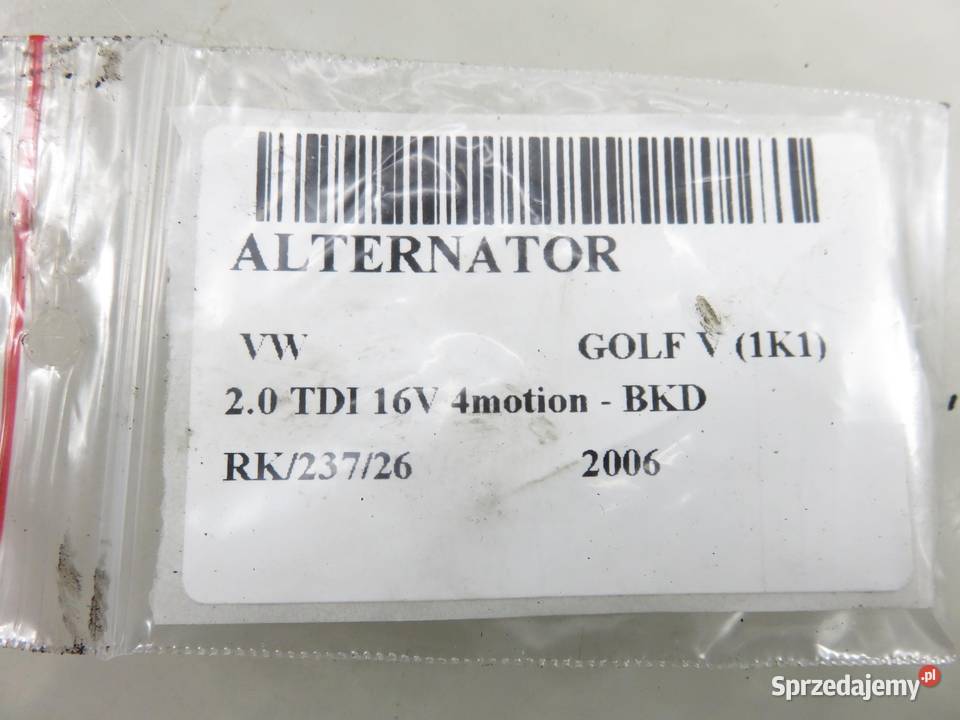 ALTERNATOR
VW GOLF V (1K1)
2.0 TDI 16V 4motion - BKD
RK/237/26 2006
Sprzedajemy.pl